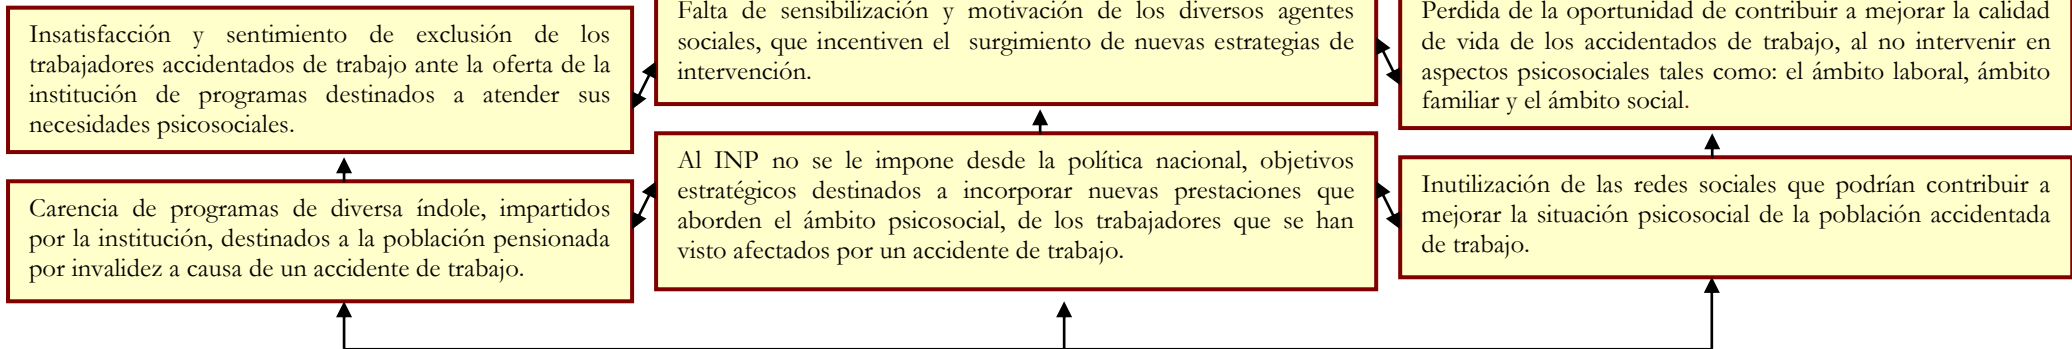 Insatisfacción y sentimiento de exclusión de los
trabajadores accidentados de trabajo ante la oferta de la
institución de programas destinados a atender sus
necesidades psicosociales.
Falta de sensibilización y motivación de los diversos agentes
sociales, que incentiven el surgimiento de nuevas estrategias de
intervención.
Perdida de la oportunidad de contribuir a mejorar la calidad
de vida de los accidentados de trabajo, al no intervenir en
aspectos psicosociales tales como: el ámbito laboral, ámbito
familiar y el ámbito social.
Carencia de programas de diversa índole, impartidos
por la institución, destinados a la población pensionada
por invalidez a causa de un accidente de trabajo.
Al INP no se le impone desde la política nacional, objetivos
estratégicos destinados a incorporar nuevas prestaciones que
aborden el ámbito psicosocial, de los trabajadores que se han
visto afectados por un accidente de trabajo.
Inutilización de las redes sociales que podrían contribuir a
mejorar la situación psicosocial de la población accidentada
de trabajo.